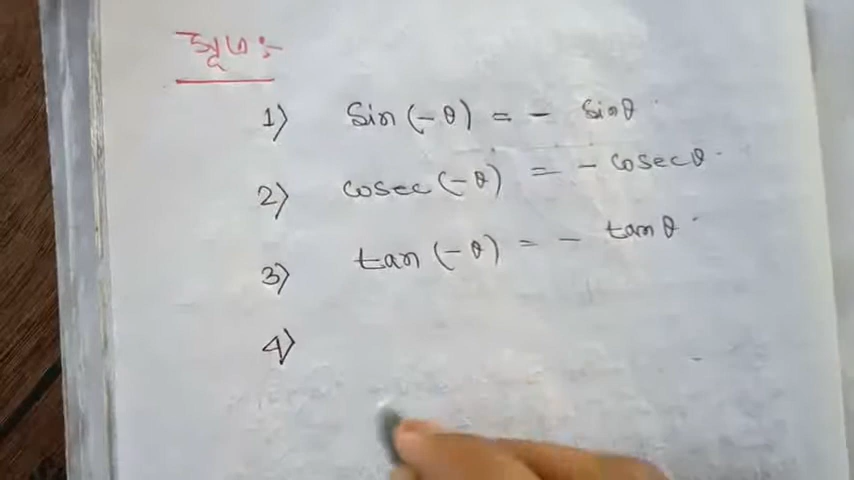 সূত্র :-
1) Sin (-θ) = - Sinθ
2) cosec (-θ) = - cosecθ
3) tan (-θ) = - tanθ
4)